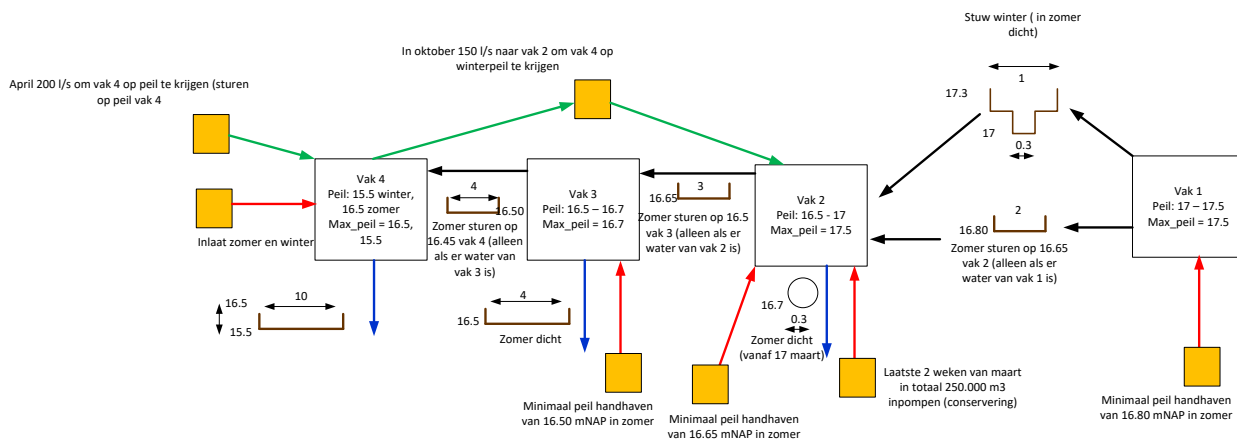 Stuw winter ( in zomer
dicht)
1
17.3
17
0.3
In oktober 150 l/s naar vak 2 om vak 4 op
winterpeil te krijgen
April 200 l/s om vak 4 op peil te krijgen (sturen
op peil vak 4
Vak 4
Peil: 15.5 winter,
16.5 zomer
Max_peil = 16.5,
15.5
4
16.50
Zomer sturen op
16.45 vak 4 (alleen
als er water van
vak 3 is)
Vak 3
Peil: 16.5 – 16.7
Max_peil = 16.7
3
16.65
Zomer sturen op 16.5
vak 3 (alleen als er
water van vak 2 is)
Vak 2
Peil: 16.5 - 17
Max_peil = 17.5
2
16.80
Zomer sturen op 16.65
vak 2 (alleen als er
water van vak 1 is)
Vak 1
Peil: 17 – 17.5
Max_peil = 17.5
Inlaat zomer en winter
10
16.5
15.5
4
16.5
Zomer dicht
16.7
0.3
Zomer dicht
(vanaf 17 maart)
Minimaal peil handhaven
van 16.50 mNAP in zomer
Minimaal peil handhaven
van 16.65 mNAP in zomer
Laatste 2 weken van maart
in totaal 250.000 m3
inpompen (conservering)
Minimaal peil handhaven
van 16.80 mNAP in zomer